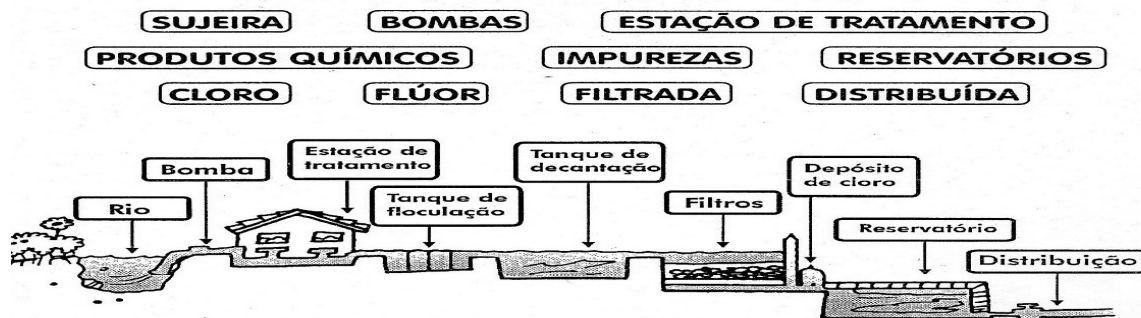 SUJEIRA BOMBAS ESTAÇÃO DE TRATAMENTO
PRODUTOS QUÍMICOS IMPUREZAS RESERVATÓRIOS
CLORO FLÚOR FILTRADA DISTRIBUÍDA
Rio
Bomba
Estação de
tratamento
Tanque de
floculação
Tanque de
decantação
Filtros
Depósito
de cloro
Reservatório
Distribuição